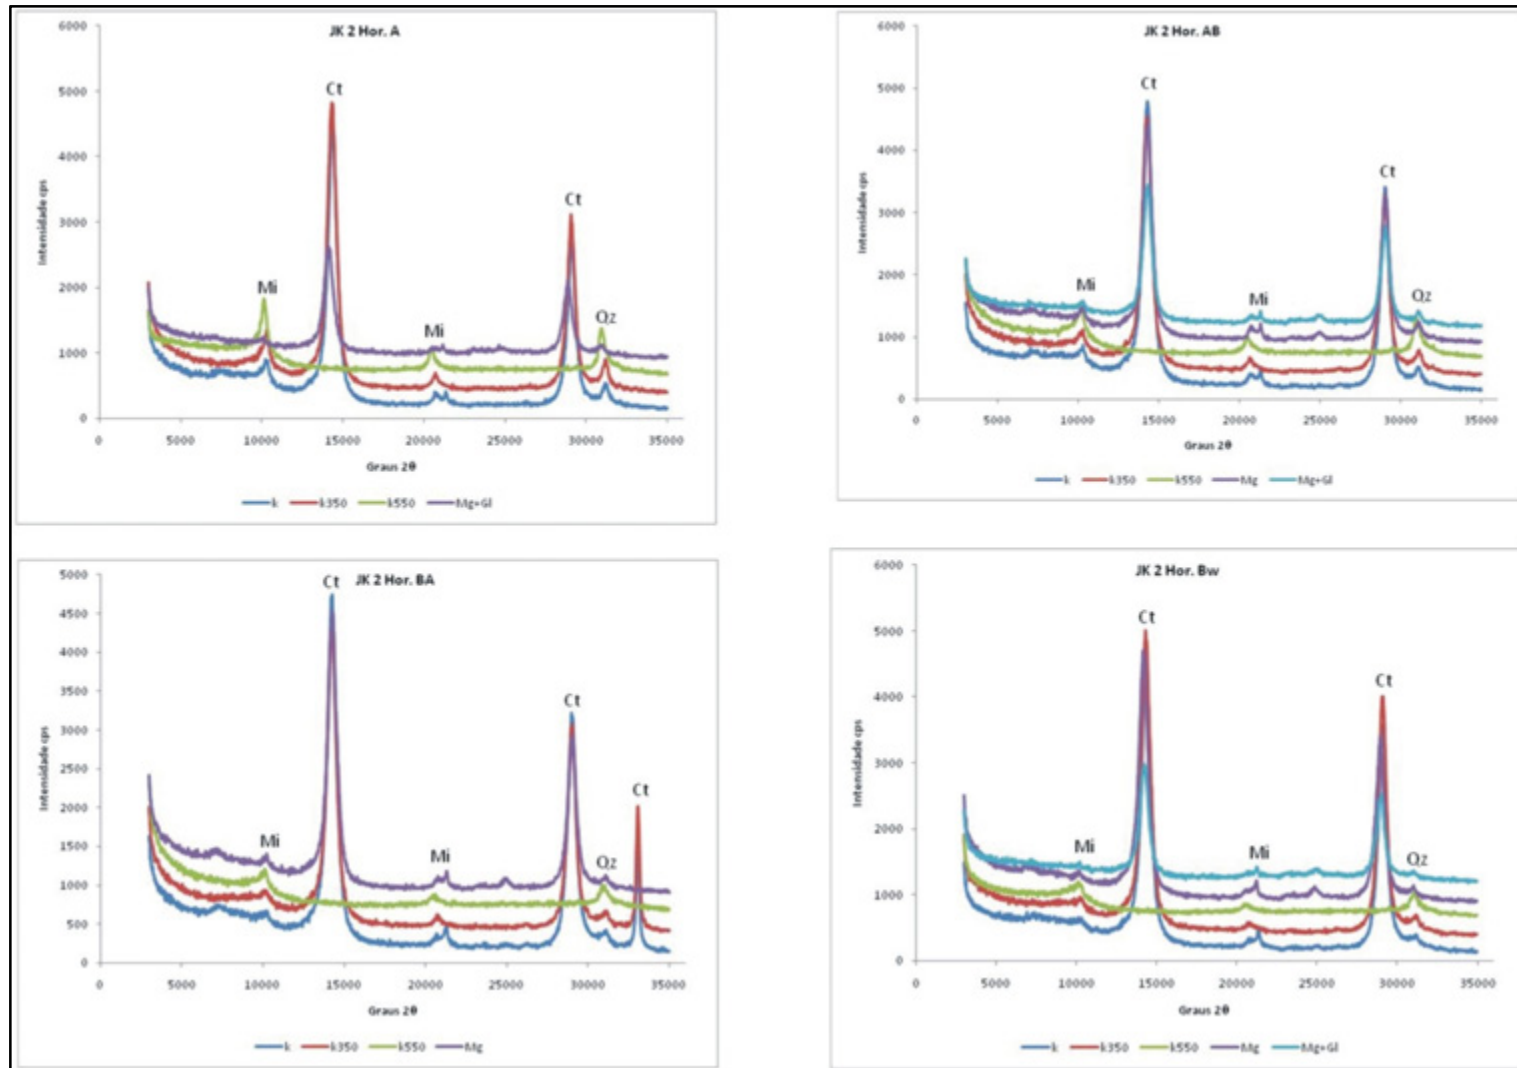 JK 2 Hor. A
Intensidade cps
6000
5000
4000
3000
2000
1000
0
Ct
Ct
Mi
Mi
Qz
0 5000 10000 15000 20000 25000 30000 35000
Graus 2θ
k k350 k550 Mg+Gl
JK 2 Hor. AB
Intensidade cps
6000
5000
4000
3000
2000
1000
0
Ct
Ct
Mi
Mi
Qz
0 5000 10000 15000 20000 25000 30000 35000
Graus 2θ
k k350 k550 Mg Mg+Gl
JK 2 Hor. BA
Intensidade cps
5000
4500
4000
3500
3000
2500
2000
1500
1000
500
0
Ct
Ct
Ct
Mi
Mi
Qz
0 5000 10000 15000 20000 25000 30000 35000
Graus 2θ
k k350 k550 Mg
JK 2 Hor. Bw
Intensidade cps
6000
5000
4000
3000
2000
1000
0
Ct
Ct
Mi
Mi
Qz
0 5000 10000 15000 20000 25000 30000 35000
Graus 2θ
k k350 k550 Mg Mg+Gl